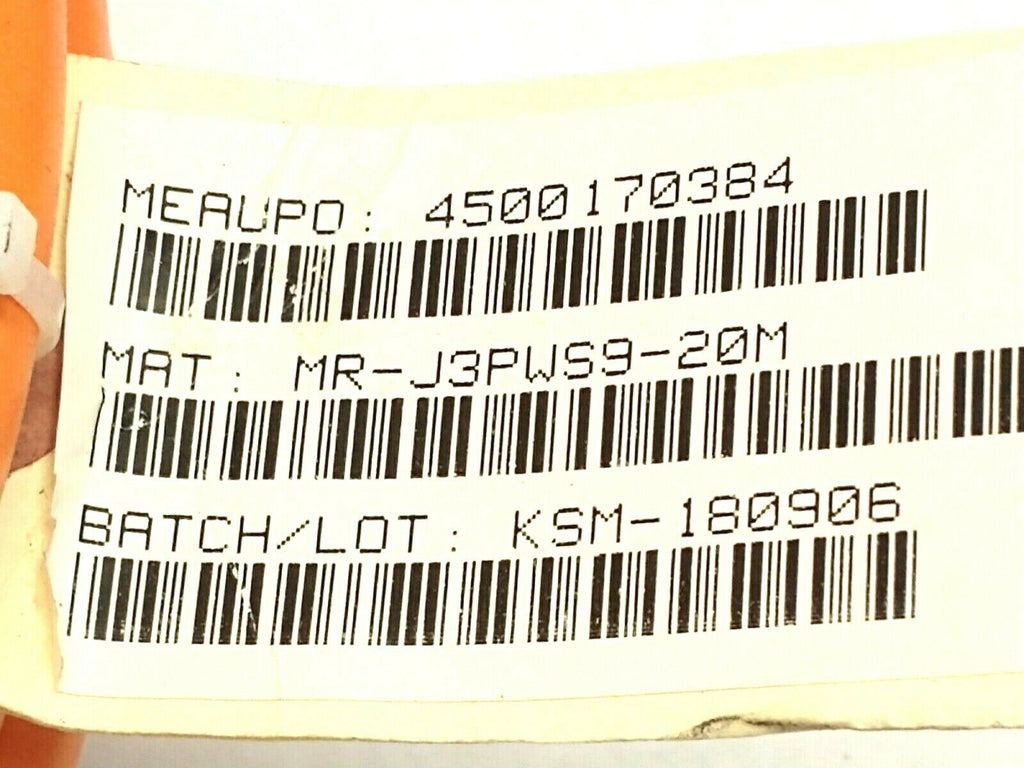 MEAUPO: 4500170384
MAT: MR-J3PWS9-20M
BATCH/LOT: KSM-180906